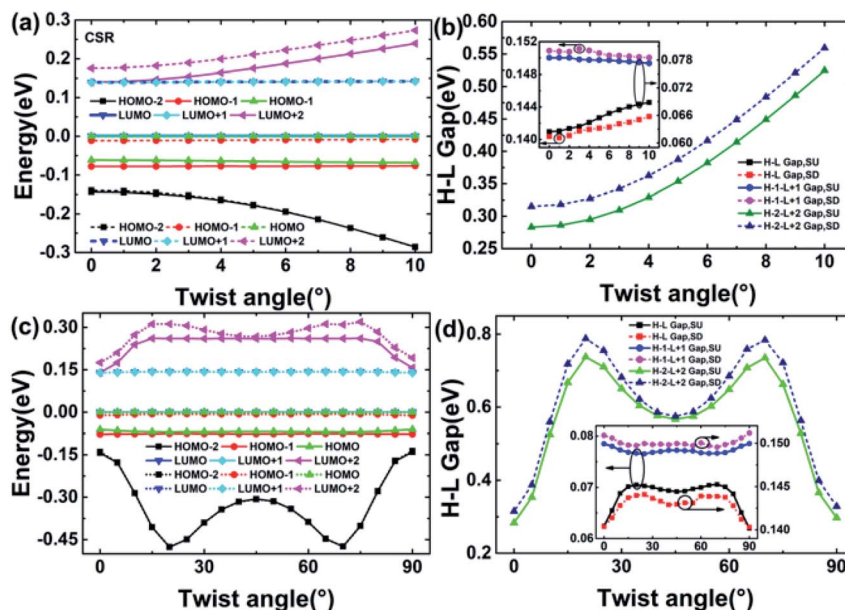 (a)
CSR
Energy(eV)
0.3
0.2
0.1
0.0
-0.1
-0.2
-0.3
HOMO-2 HOMO-1 HOMO-1
LUMO LUMO+1 LUMO+2
HOMO-2 HOMO-1 HOMO
LUMO LUMO+1 LUMO+2
0 2 4 6 8 10
Twist angle(°)
(b)
H-L Gap(eV)
0.60
0.55
0.50
0.45
0.40
0.35
0.30
0.25
0.152
0.148
0.144
0.140
0.078
0.072
0.066
0.060
0 1 2 3 4 5 6 7 8 9 10
H-L Gap,SU
H-L Gap,SD
H-1-L+1 Gap,SU
H-1-L+1 Gap,SD
H-2-L+2 Gap,SU
H-2-L+2 Gap,SD
0 2 4 6 8 10
Twist angle(°)
(c)
Energy(eV)
0.30
0.15
0.00
-0.15
-0.30
-0.45
HOMO-2 HOMO-1 HOMO
LUMO LUMO+1 LUMO+2
HOMO-2 HOMO-1 HOMO
LUMO LUMO+1 LUMO+2
0 30 60 90
Twist angle(°)
(d)
H-L Gap(eV)
0.8
0.6
0.4
0.2
H-L Gap,SU
H-L Gap,SD
H-1-L+1 Gap,SU
H-1-L+1 Gap,SD
H-2-L+2 Gap,SU
H-2-L+2 Gap,SD
0.08
0.07
0.06
0.150
0.145
0.140
0 15 30 45 60 75 90
0 30 60 90
Twist angle(°)